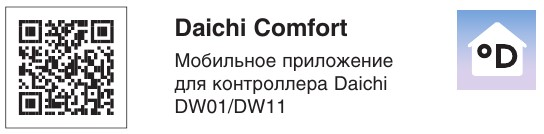 Daichi Comfort
Мобильное приложение
для контроллера Daichi
DW01/DW11
°D